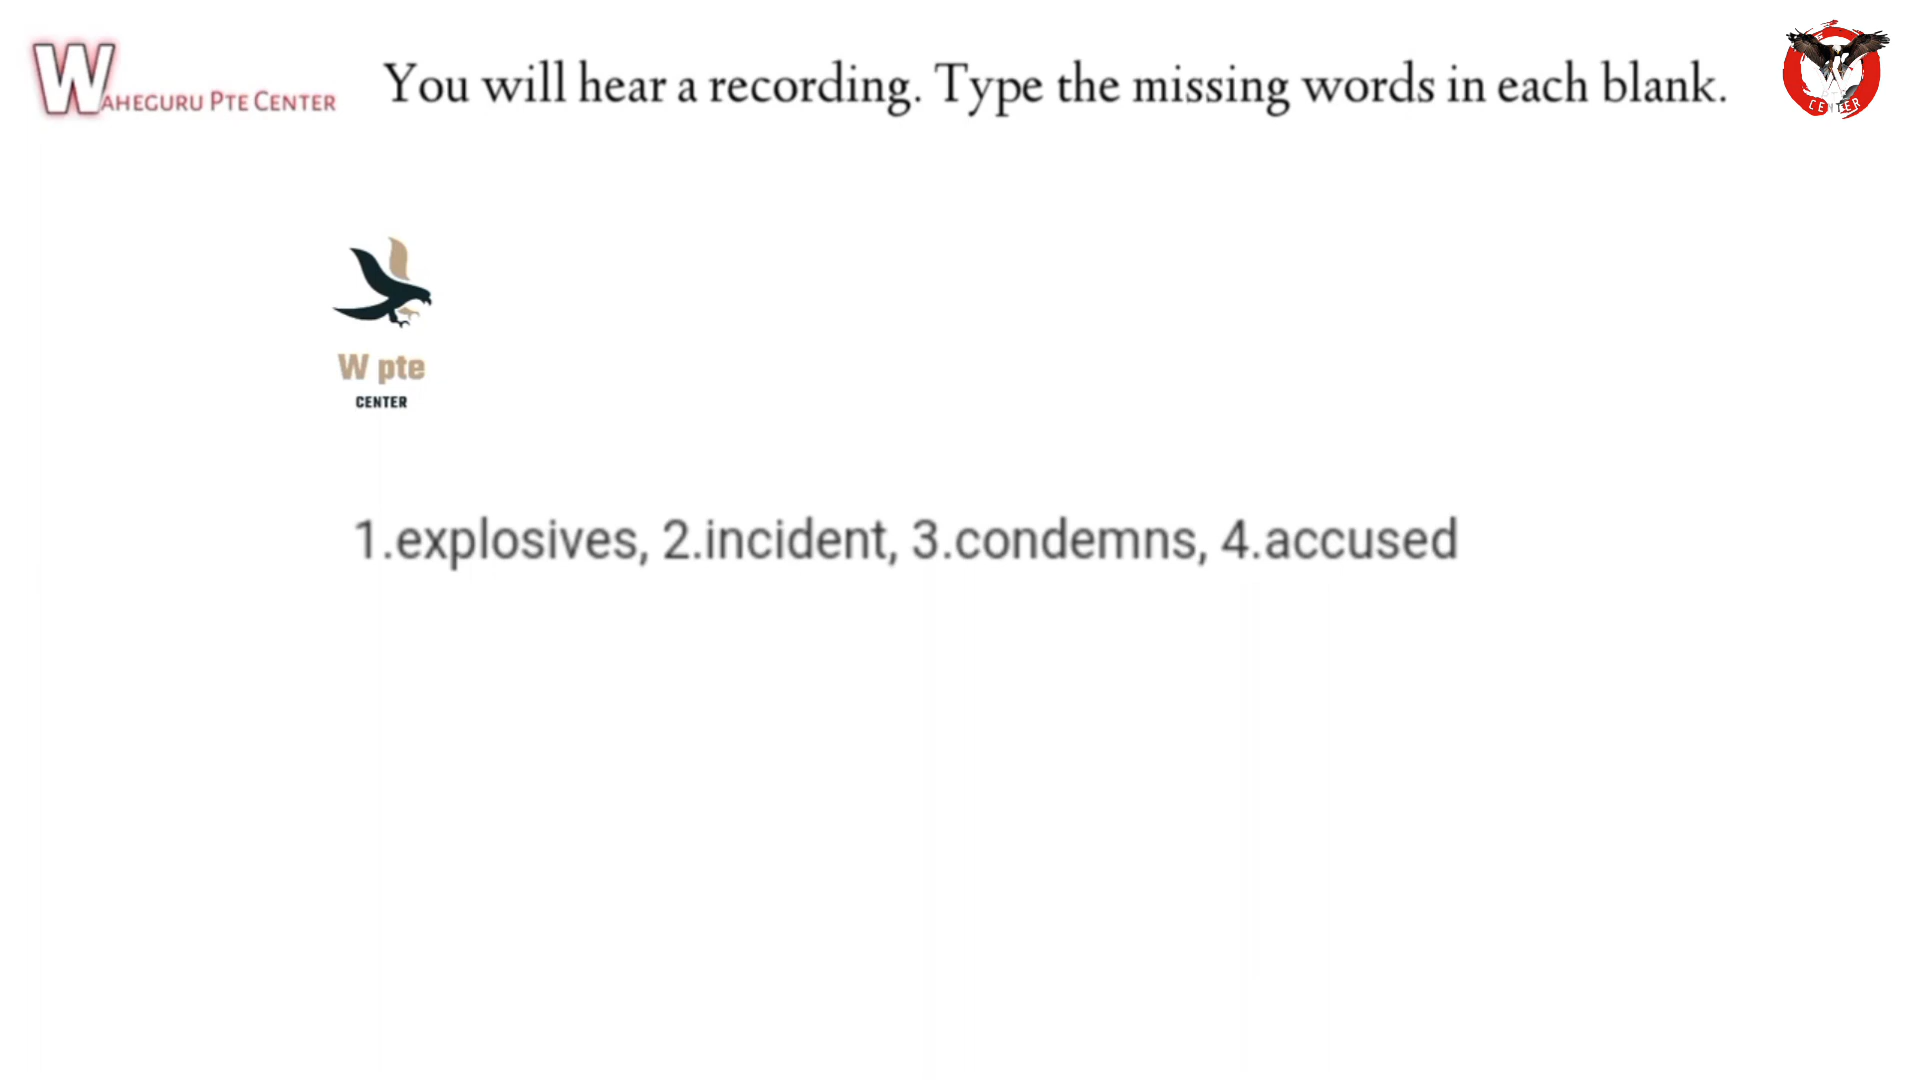 WAHEGURU PTE CENTER
You will hear a recording. Type the missing words in each blank.
CENTER
W pte
CENTER
1.explosives, 2.incident, 3.condemns, 4.accused